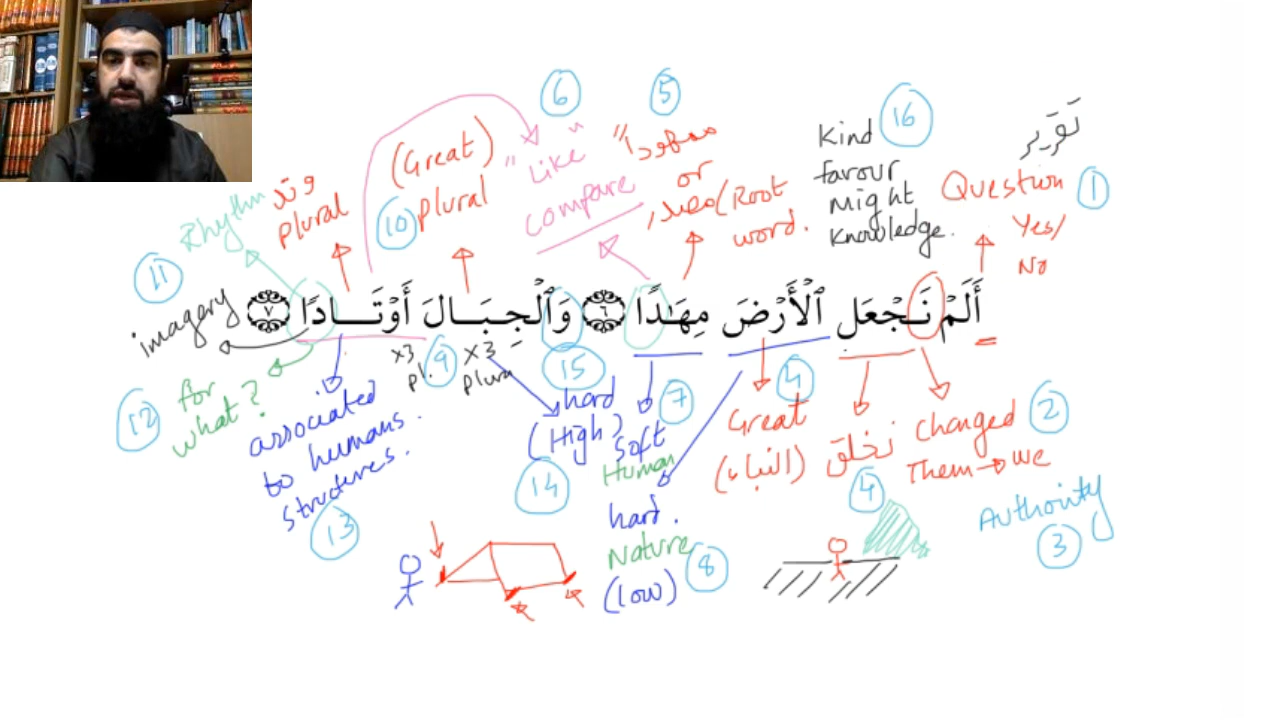 6
5
16
تقرير
"like"
compare
"ممهودا
or
مصدر/Root
word.
Kind
favour
might
knowledge.
Question
1
Yes/
No
(Great)
10
plural
Rhythm
وتد
plural
11
imagery
أَلَمْ نَجْعَلِ ٱلْأَرْضَ مِهَـٰدًا ٦ وَٱلْجِبَالَ أَوْتَادًا ٧
x3
pl.
9
x3
plura
15
12
for
what?
associated
to humans.
structures.
13
hard
(High)
14
7
Soft
Human
hard.
Nature
(low)
8
4
Great
(النباء)
نخلق
4
Changed
2
Them → we
Authority
3